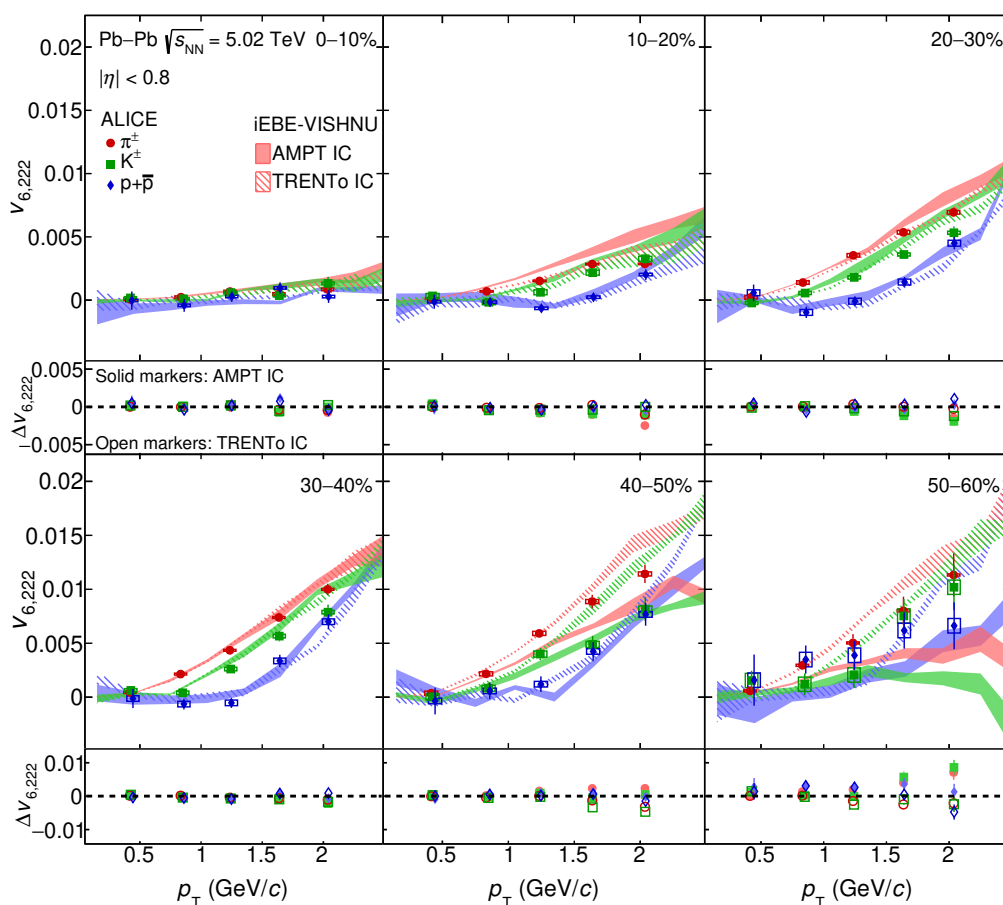 Pb–Pb √s_NN = 5.02 TeV 0–10%
10–20%
20–30%
|η| < 0.8
ALICE
π±
K±
p+p̅
iEBE-VISHNU
AMPT IC
TRENTo IC
v6,222
0.02
0.015
0.01
0.005
0
Solid markers: AMPT IC
Open markers: TRENTo IC
Δv6,222
0.005
0
−0.005
30–40%
40–50%
50–60%
v6,222
0.02
0.015
0.01
0.005
0
Δv6,222
0.01
0
−0.01
0.5 1 1.5 2
0.5 1 1.5 2
0.5 1 1.5 2
pT (GeV/c)
pT (GeV/c)
pT (GeV/c)